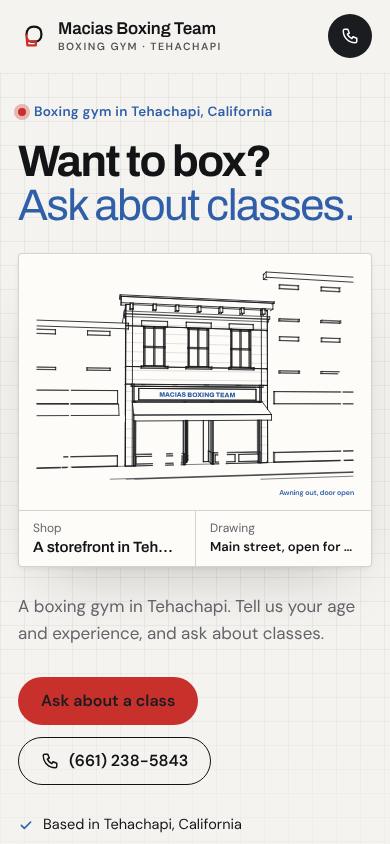 Macias Boxing Team
BOXING GYM · TEHACHAPI
Boxing gym in Tehachapi, California
Want to box?
Ask about classes.
MACIAS BOXING TEAM
Awning out, door open
Shop
A storefront in Teh…
Drawing
Main street, open for …
A boxing gym in Tehachapi. Tell us your age
and experience, and ask about classes.
Ask about a class
(661) 238-5843
Based in Tehachapi, California